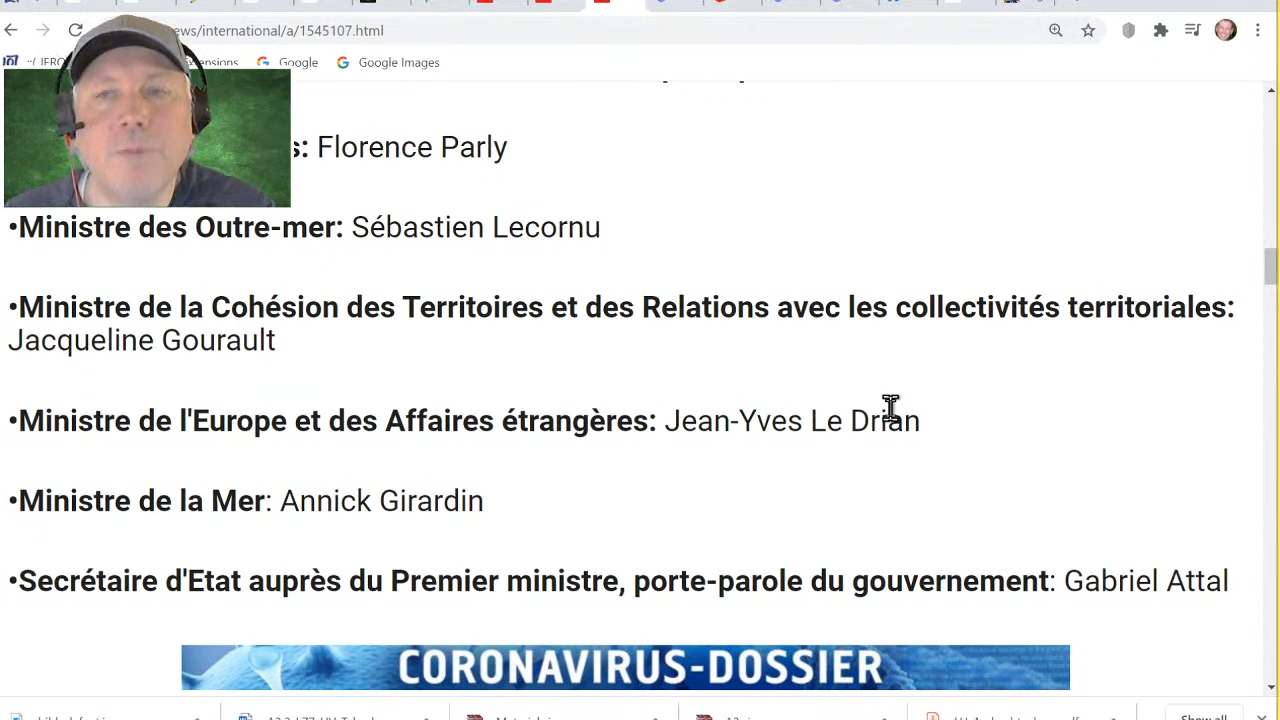 ews/international/a/1545107.html
Google
Google Images
s: Florence Parly
•Ministre des Outre-mer: Sébastien Lecornu
•Ministre de la Cohésion des Territoires et des Relations avec les collectivités territoriales:
Jacqueline Gourault
•Ministre de l'Europe et des Affaires étrangères: Jean-Yves Le Drian
•Ministre de la Mer: Annick Girardin
•Secrétaire d'Etat auprès du Premier ministre, porte-parole du gouvernement: Gabriel Attal
CORONAVIRUS-DOSSIER
Show all